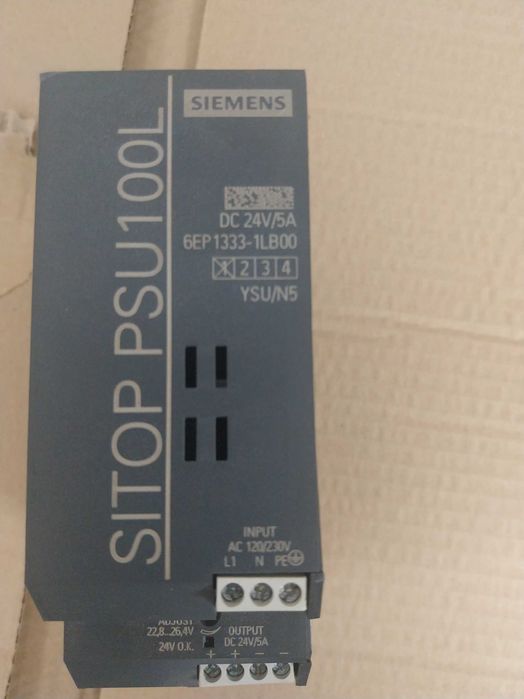 SIEMENS
SITOP PSU100L
DC 24V/5A
6EP1333-1LB00
1 2 3 4
YSU/N5
INPUT
AC 120/230V
L1 N PE
ADJUST
22,8...26,4V
OUTPUT
24V O.K.
DC 24V/5A
+ + - -